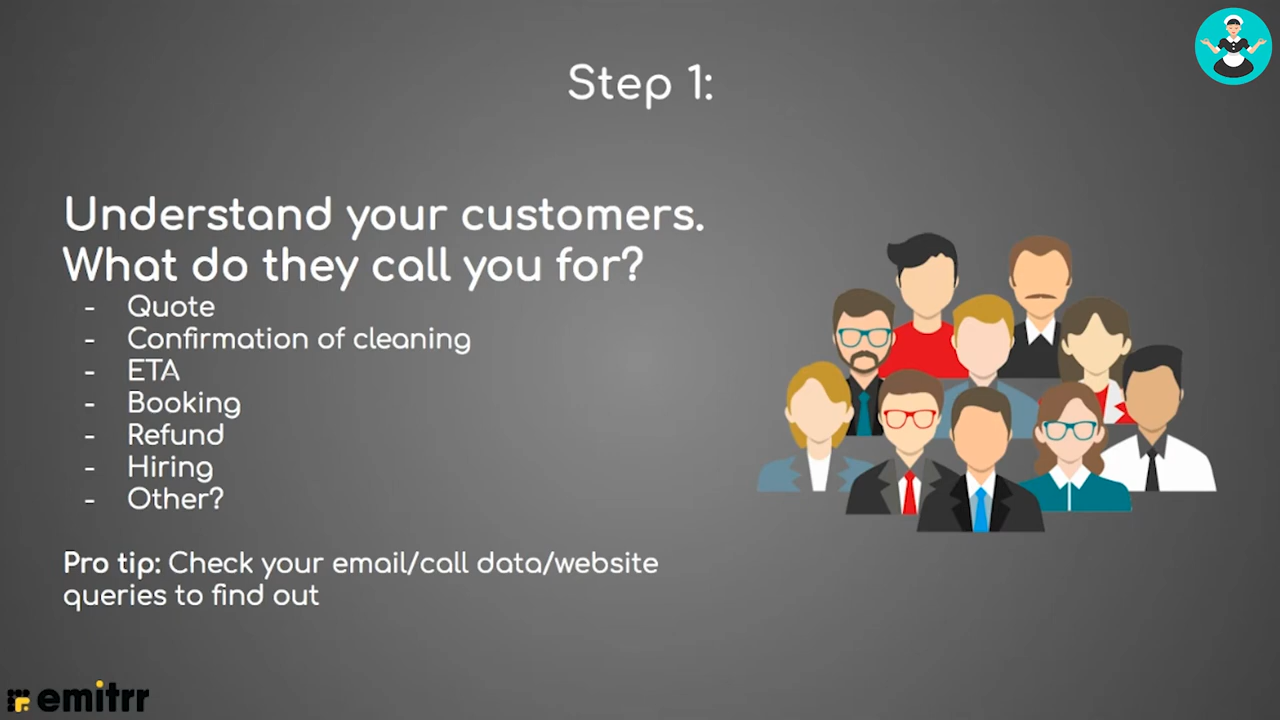 Step 1:
Understand your customers.
What do they call you for?
- Quote
- Confirmation of cleaning
- ETA
- Booking
- Refund
- Hiring
- Other?
Pro tip: Check your email/call data/website
queries to find out
emitrr